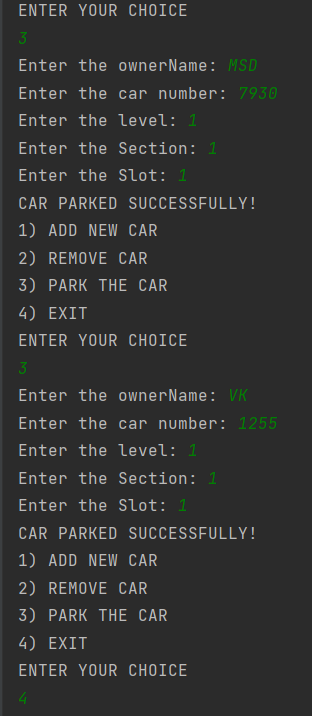 ENTER YOUR CHOICE
3
Enter the ownerName: MSD
Enter the car number: 7930
Enter the level: 1
Enter the Section: 1
Enter the Slot: 1
CAR PARKED SUCCESSFULLY!
1) ADD NEW CAR
2) REMOVE CAR
3) PARK THE CAR
4) EXIT
ENTER YOUR CHOICE
3
Enter the ownerName: VK
Enter the car number: 1255
Enter the level: 1
Enter the Section: 1
Enter the Slot: 1
CAR PARKED SUCCESSFULLY!
1) ADD NEW CAR
2) REMOVE CAR
3) PARK THE CAR
4) EXIT
ENTER YOUR CHOICE
4